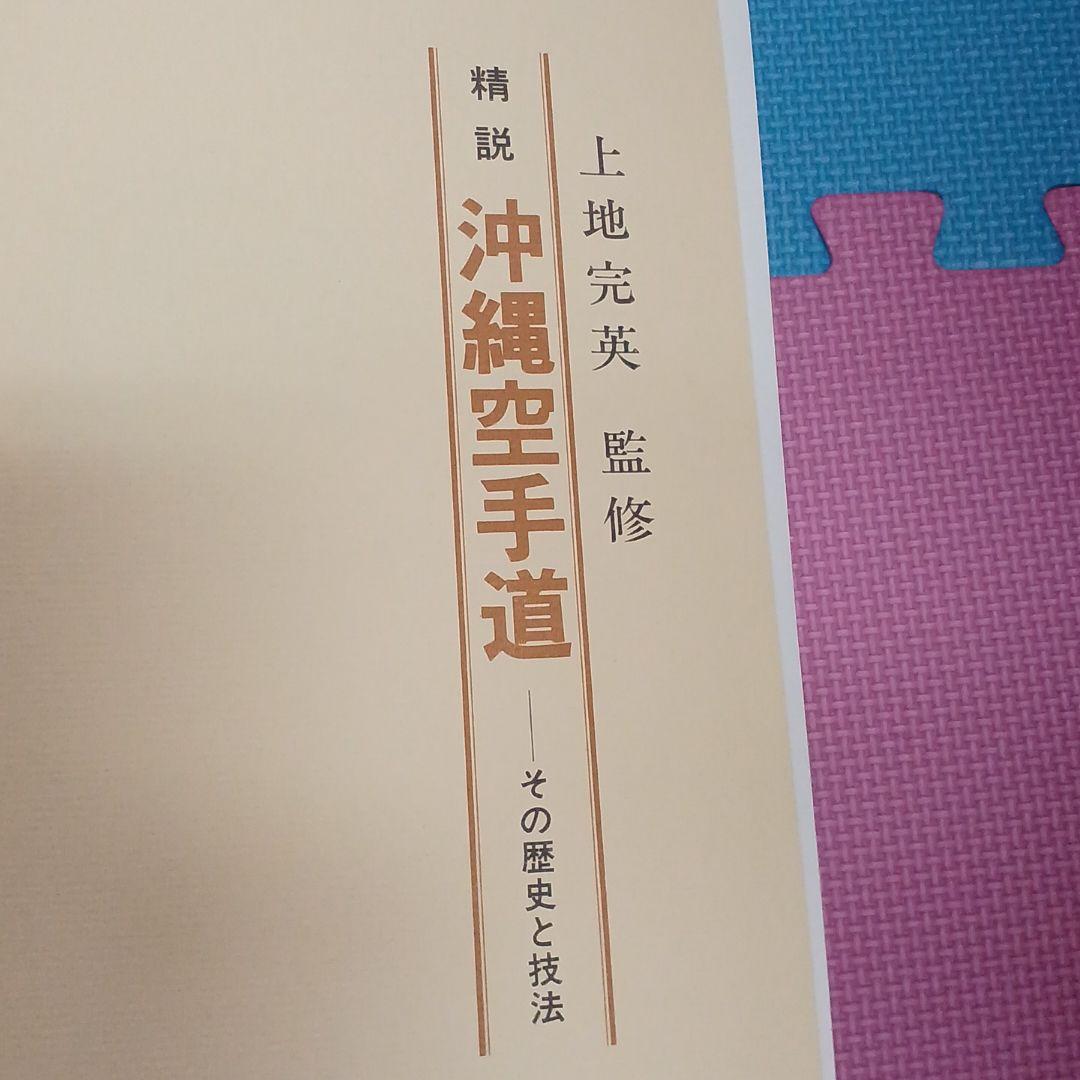 上地完英 監修
精説 沖縄空手道
——その歴史と技法